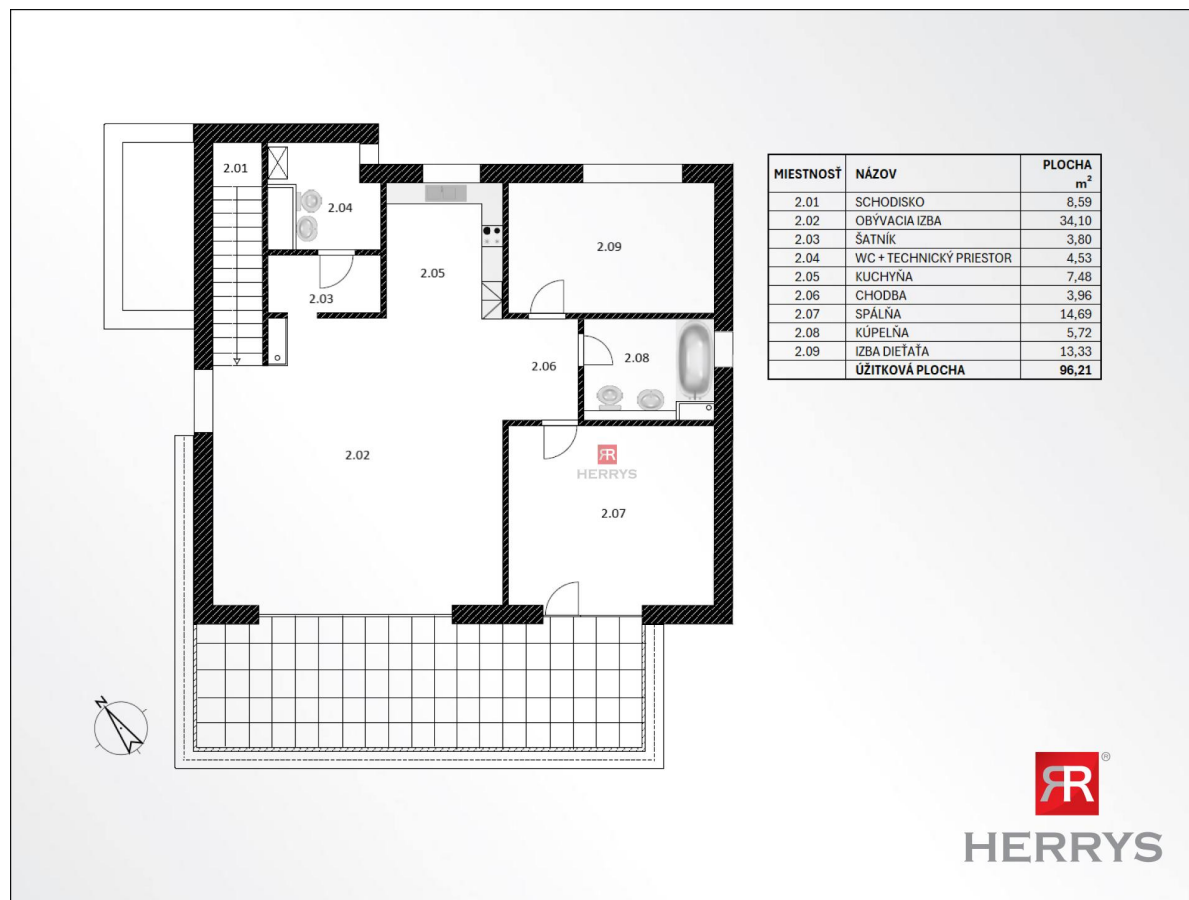 2.01
2.04
2.09
2.05
2.03
2.08
2.06
2.02
RR
HERRYS
2.07
N
MIESTNOSŤ NÁZOV PLOCHA m²
2.01 SCHODISKO 8,59
2.02 OBÝVACIA IZBA 34,10
2.03 ŠATNÍK 3,80
2.04 WC + TECHNICKÝ PRIESTOR 4,53
2.05 KUCHYŇA 7,48
2.06 CHODBA 3,96
2.07 SPÁLŇA 14,69
2.08 KÚPEĽŇA 5,72
2.09 IZBA DIEŤAŤA 13,33
ÚŽITKOVÁ PLOCHA 96,21
RR ®
HERRYS